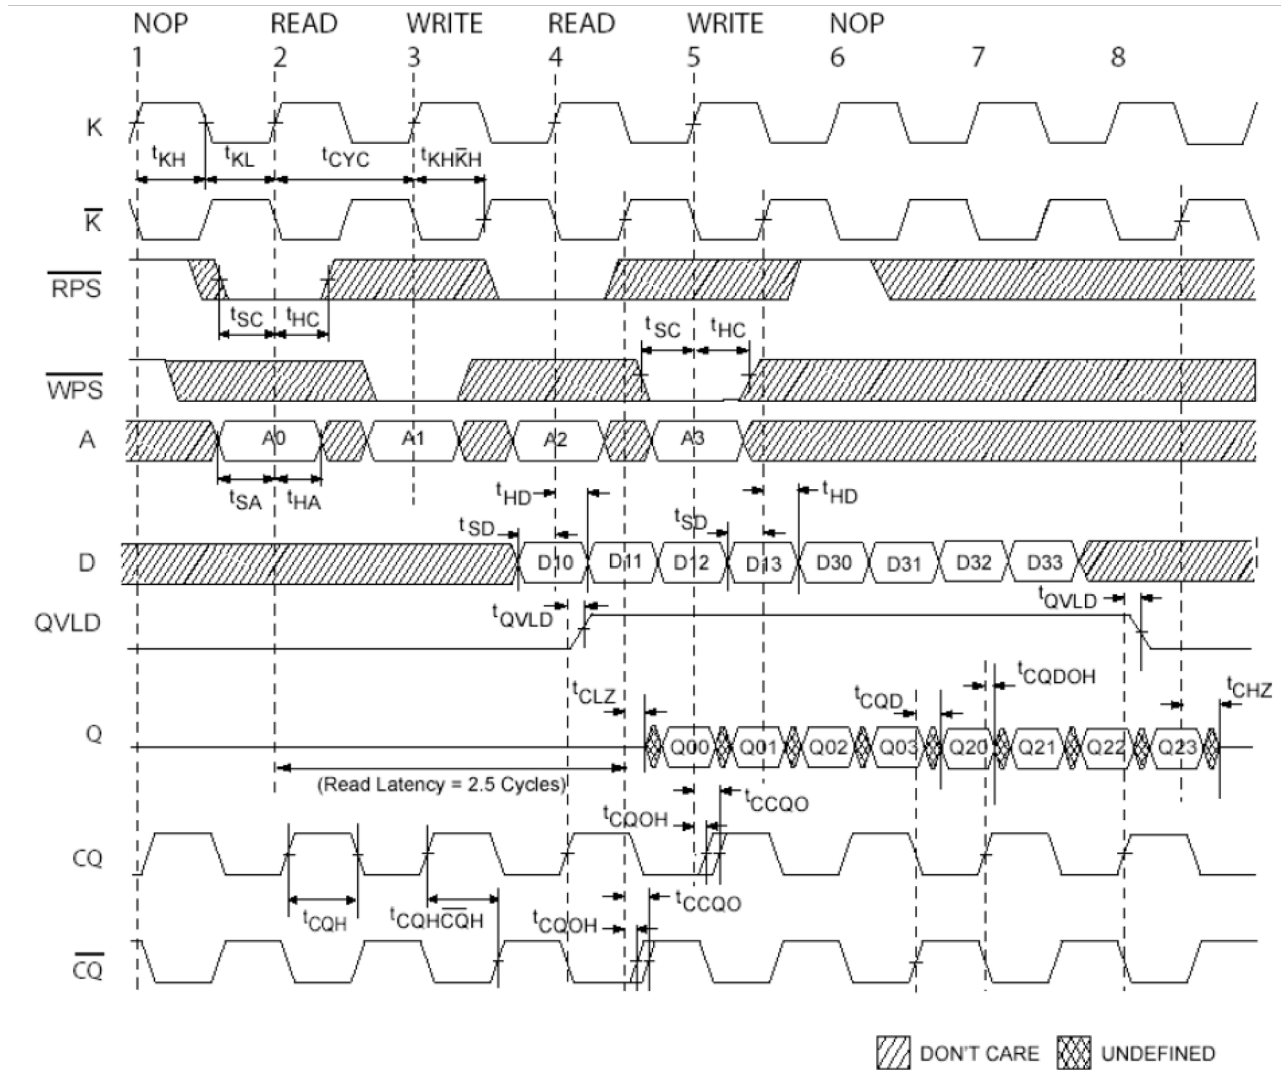 NOP READ WRITE READ WRITE NOP
1 2 3 4 5 6 7 8
K
tKH tKL tCYC tKHK̅H
K̅
R̅P̅S̅
tSC tHC tSC tHC
W̅P̅S̅
A A0 A1 A2 A3
tSA tHA
tHD tHD
tSD tSD
D D10 D11 D12 D13 D30 D31 D32 D33
tQVLD tQVLD
QVLD
tCLZ tCQD tCQDOH tCHZ
Q Q00 Q01 Q02 Q03 Q20 Q21 Q22 Q23
(Read Latency = 2.5 Cycles)
tCCQO
tCQOH
CQ
tCCQO
tCQH tCQHC̅Q̅H tCQOH
C̅Q̅
DON'T CARE UNDEFINED